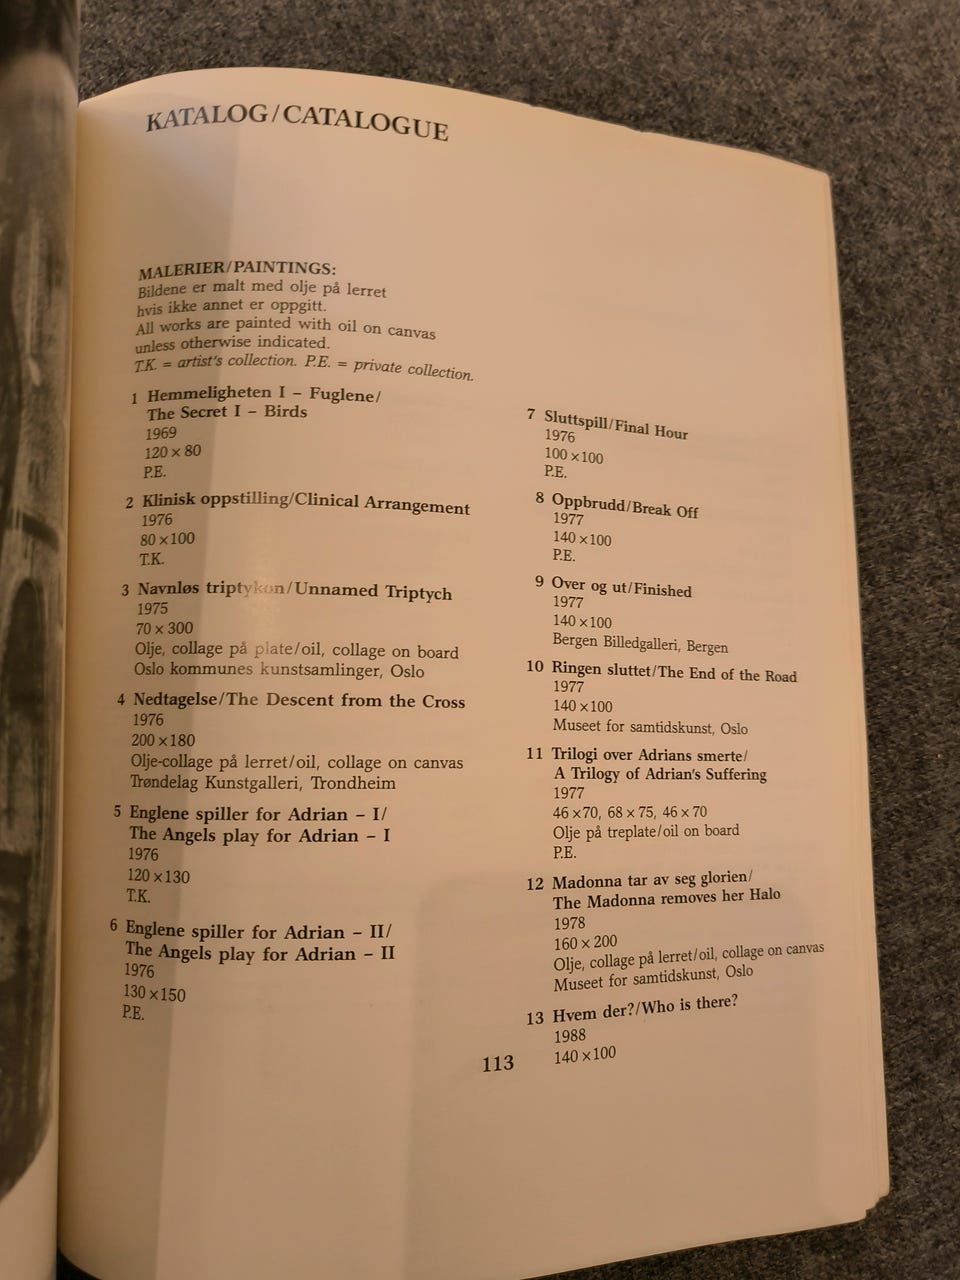 KATALOG/CATALOGUE
MALERIER/PAINTINGS:
Bildene er malt med olje på lerret
hvis ikke annet er oppgitt.
All works are painted with oil on canvas
unless otherwise indicated.
T.K. = artist's collection. P.E. = private collection.
1 Hemmeligheten I – Fuglene/
The Secret I – Birds
1969
120 × 80
P.E.
2 Klinisk oppstilling/Clinical Arrangement
1976
80 × 100
T.K.
3 Navnløs triptykon/Unnamed Triptych
1975
70 × 300
Olje, collage på plate/oil, collage on board
Oslo kommunes kunstsamlinger, Oslo
4 Nedtagelse/The Descent from the Cross
1976
200 × 180
Olje-collage på lerret/oil, collage on canvas
Trøndelag Kunstgalleri, Trondheim
5 Englene spiller for Adrian – I/
The Angels play for Adrian – I
1976
120 × 130
T.K.
6 Englene spiller for Adrian – II/
The Angels play for Adrian – II
1976
130 × 150
P.E.
7 Sluttspill/Final Hour
1976
100 × 100
P.E.
8 Oppbrudd/Break Off
1977
140 × 100
P.E.
9 Over og ut/Finished
1977
140 × 100
Bergen Billedgalleri, Bergen
10 Ringen sluttet/The End of the Road
1977
140 × 100
Museet for samtidskunst, Oslo
11 Trilogi over Adrians smerte/
A Trilogy of Adrian's Suffering
1977
46 × 70, 68 × 75, 46 × 70
Olje på treplate/oil on board
P.E.
12 Madonna tar av seg glorien/
The Madonna removes her Halo
1978
160 × 200
Olje, collage på lerret/oil, collage on canvas
Museet for samtidskunst, Oslo
13 Hvem der?/Who is there?
1988
140 × 100
113